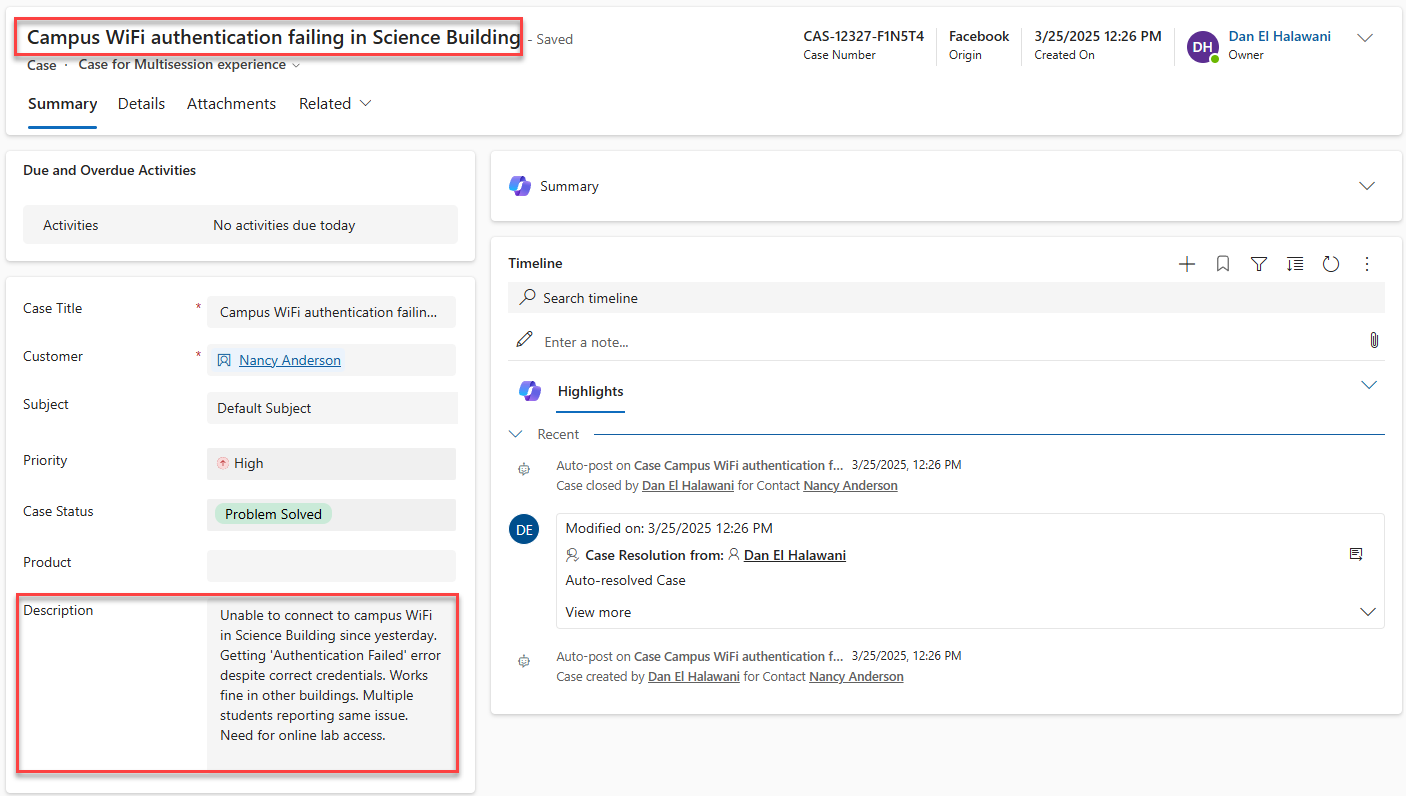 Campus WiFi authentication failing in Science Building - Saved
Case · Case for Multisession experience
CAS-12327-F1N5T4
Case Number
Facebook
Origin
3/25/2025 12:26 PM
Created On
DH
Dan El Halawani
Owner
Summary Details Attachments Related
Due and Overdue Activities
Activities No activities due today
Case Title * Campus WiFi authentication failin...
Customer * Nancy Anderson
Subject Default Subject
Priority High
Case Status Problem Solved
Product
Description
Unable to connect to campus WiFi
in Science Building since yesterday.
Getting 'Authentication Failed' error
despite correct credentials. Works
fine in other buildings. Multiple
students reporting same issue.
Need for online lab access.
Summary
Timeline
Search timeline
Enter a note...
Highlights
Recent
Auto-post on Case Campus WiFi authentication f... 3/25/2025, 12:26 PM
Case closed by Dan El Halawani for Contact Nancy Anderson
DE
Modified on: 3/25/2025 12:26 PM
Case Resolution from: Dan El Halawani
Auto-resolved Case
View more
Auto-post on Case Campus WiFi authentication f... 3/25/2025, 12:26 PM
Case created by Dan El Halawani for Contact Nancy Anderson